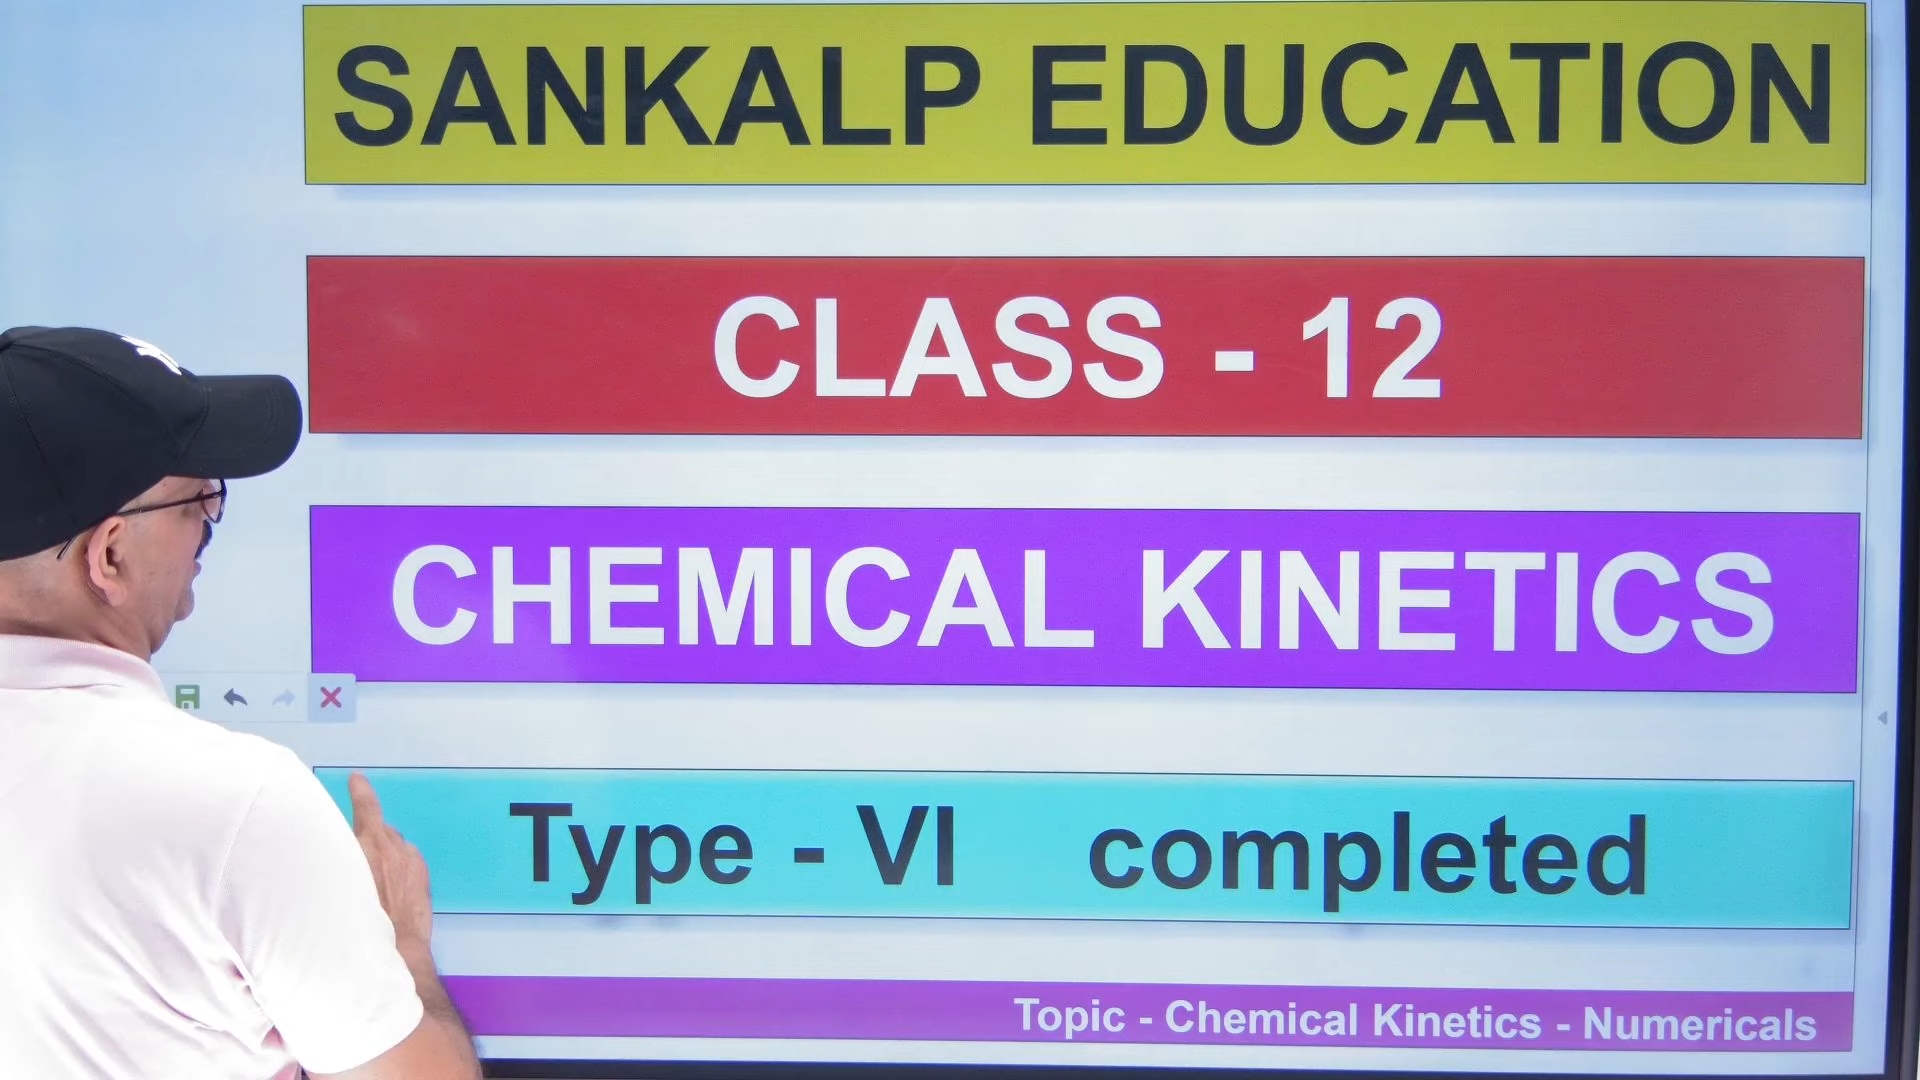 SANKALP EDUCATION
CLASS - 12
CHEMICAL KINETICS
Type - VI completed
Topic - Chemical Kinetics - Numericals